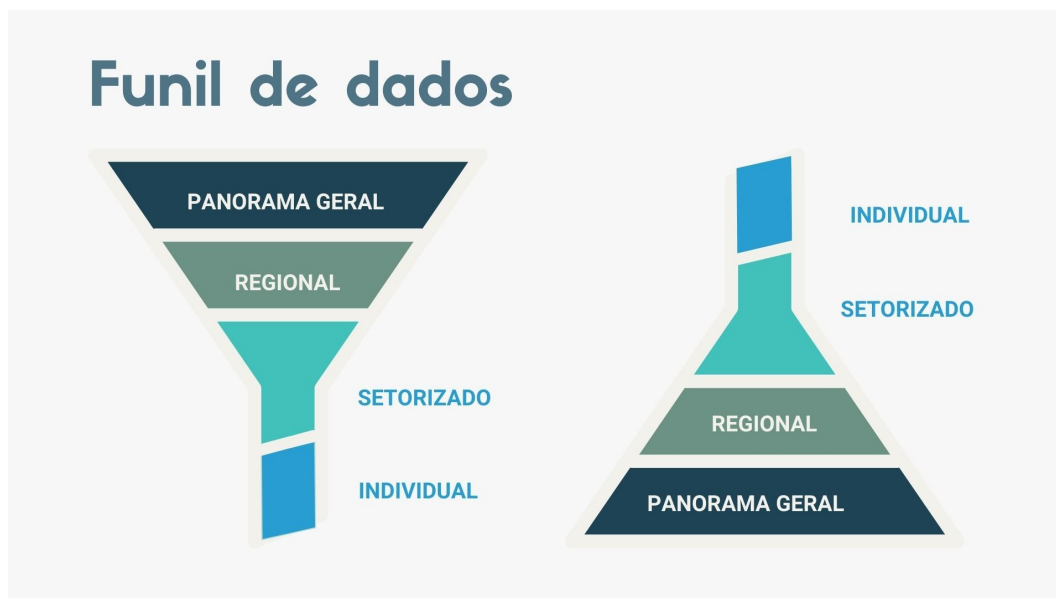 Funil de dados
PANORAMA GERAL
REGIONAL
SETORIZADO
INDIVIDUAL
INDIVIDUAL
SETORIZADO
REGIONAL
PANORAMA GERAL